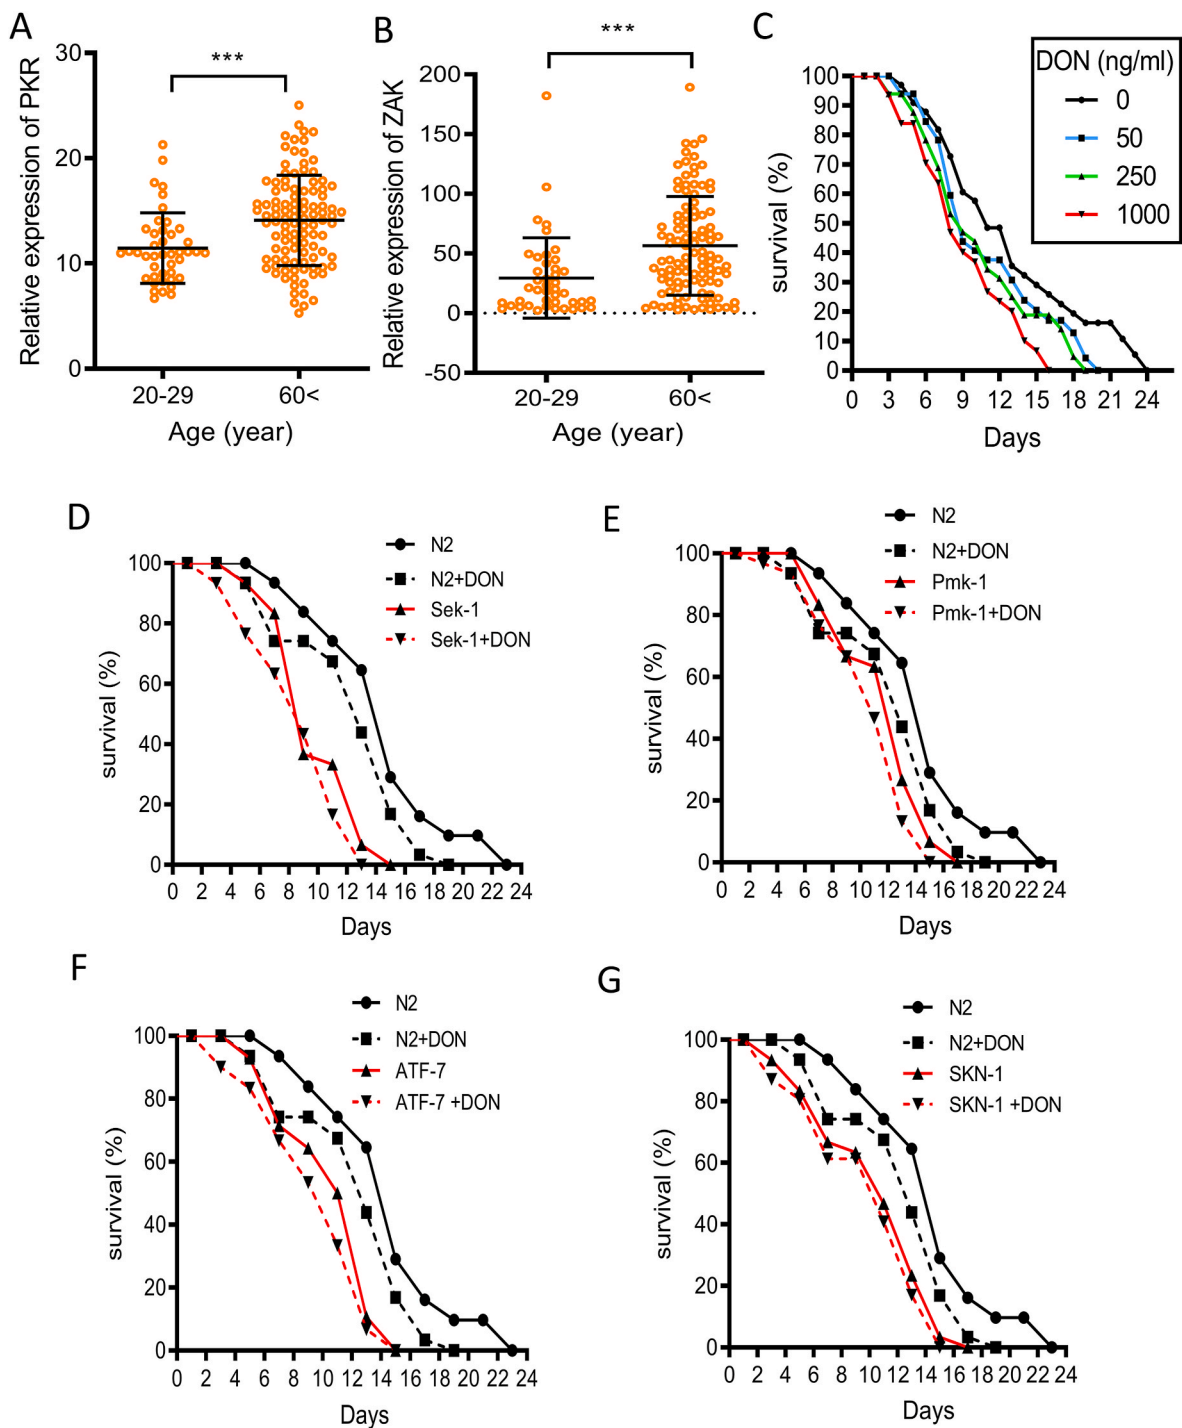 A
Relative expression of PKR
30
20
10
0
***
20-29
60<
Age (year)
B
Relative expression of ZAK
200
150
100
50
0
-50
***
20-29
60<
Age (year)
C
survival (%)
100
90
80
70
60
50
40
30
20
10
0
0 3 6 9 12 15 18 21 24
Days
DON (ng/ml)
0
50
250
1000
D
survival (%)
100
80
60
40
20
0
0 2 4 6 8 10 12 14 16 18 20 22 24
Days
N2
N2+DON
Sek-1
Sek-1+DON
E
survival (%)
100
80
60
40
20
0
0 2 4 6 8 10 12 14 16 18 20 22 24
Days
N2
N2+DON
Pmk-1
Pmk-1+DON
F
survival (%)
100
80
60
40
20
0
0 2 4 6 8 10 12 14 16 18 20 22 24
Days
N2
N2+DON
ATF-7
ATF-7 +DON
G
survival (%)
100
80
60
40
20
0
0 2 4 6 8 10 12 14 16 18 20 22 24
Days
N2
N2+DON
SKN-1
SKN-1 +DON